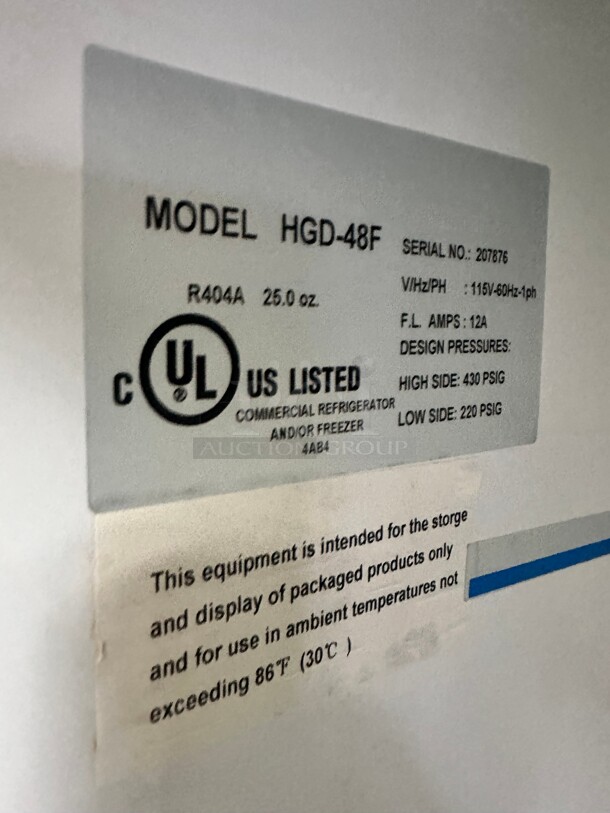 MODEL HGD-48F
R404A 25.0 oz.
C UL ® US LISTED
COMMERCIAL REFRIGERATOR
AND/OR FREEZER
4AB4
SERIAL NO.: 207876
V/Hz/PH : 115V-60Hz-1ph
F.L. AMPS : 12A
DESIGN PRESSURES:
HIGH SIDE: 430 PSIG
LOW SIDE: 220 PSIG
AUCTION GROUP
This equipment is intended for the storge
and display of packaged products only
and for use in ambient temperatures not
exceeding 86℉ (30℃ )